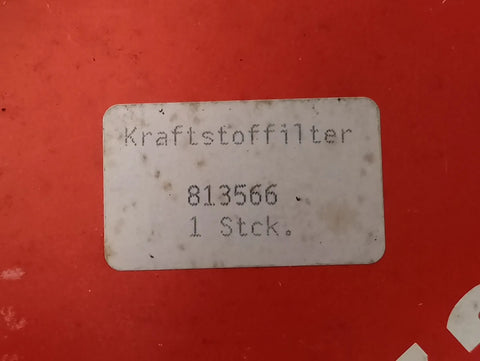 Kraftstoffilter
813566
1 Stck.